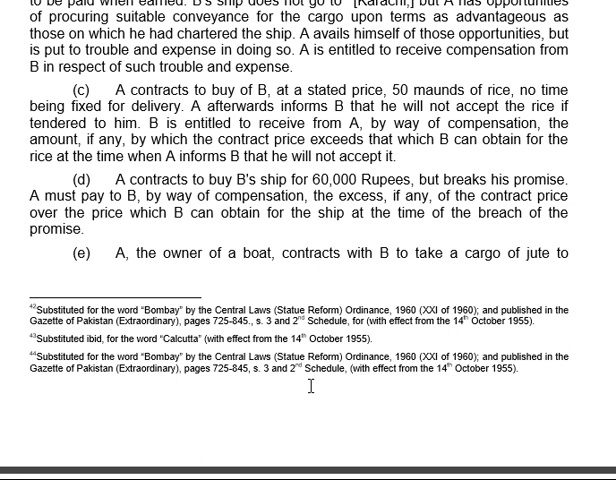 to be paid when earned. B's ship does not go to [Karachi,] but A has opportunities
of procuring suitable conveyance for the cargo upon terms as advantageous as
those on which he had chartered the ship. A avails himself of those opportunities, but
is put to trouble and expense in doing so. A is entitled to receive compensation from
B in respect of such trouble and expense.
(c) A contracts to buy of B, at a stated price, 50 maunds of rice, no time
being fixed for delivery. A afterwards informs B that he will not accept the rice if
tendered to him. B is entitled to receive from A, by way of compensation, the
amount, if any, by which the contract price exceeds that which B can obtain for the
rice at the time when A informs B that he will not accept it.
(d) A contracts to buy B's ship for 60,000 Rupees, but breaks his promise.
A must pay to B, by way of compensation, the excess, if any, of the contract price
over the price which B can obtain for the ship at the time of the breach of the
promise.
(e) A, the owner of a boat, contracts with B to take a cargo of jute to
42Substituted for the word “Bombay” by the Central Laws (Statue Reform) Ordinance, 1960 (XXI of 1960); and published in the
Gazette of Pakistan (Extraordinary), pages 725-845., s. 3 and 2nd Schedule, for (with effect from the 14th October 1955).
43Substituted ibid, for the word “Calcutta” (with effect from the 14th October 1955).
44Substituted for the word “Bombay” by the Central Laws (Statue Reform) Ordinance, 1960 (XXI of 1960); and published in the
Gazette of Pakistan (Extraordinary), pages 725-845, s. 3 and 2nd Schedule, (with effect from the 14th October 1955).